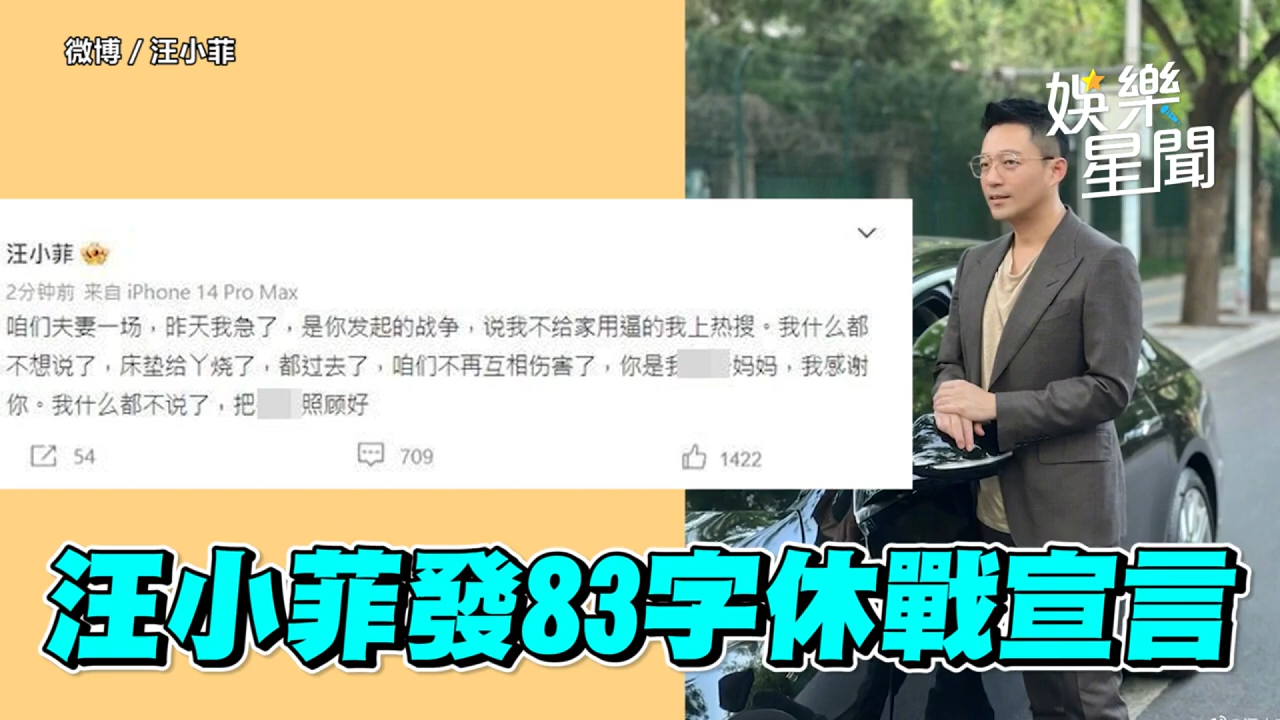 微博/汪小菲
娛樂
星聞
汪小菲
2分钟前 来自 iPhone 14 Pro Max
咱们夫妻一场，昨天我急了，是你发起的战争，说我不给家用逼的我上热搜。我什么都
不想说了，床垫给丫烧了，都过去了，咱们不再互相伤害了，你是我 妈妈，我感谢
你。我什么都不说了，把 照顾好
54
709
1422
汪小菲發83字休戰宣言